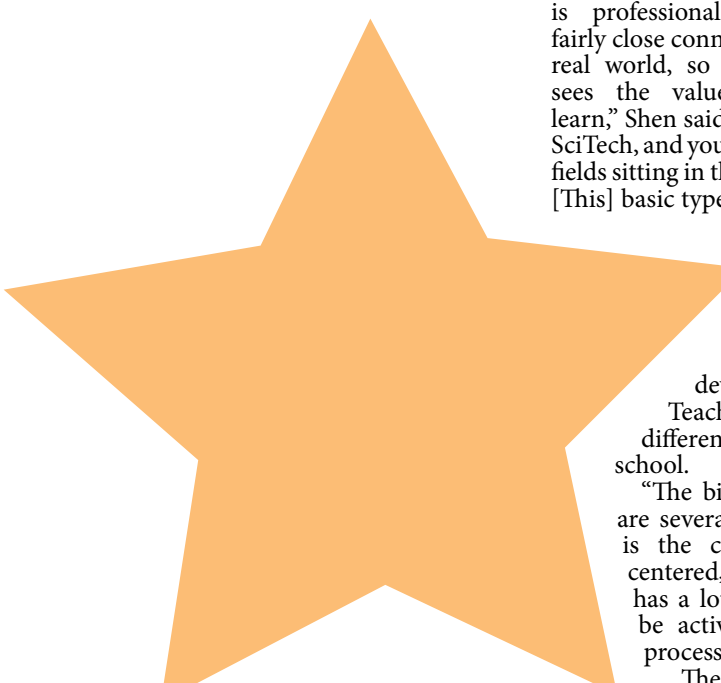 is professional
fairly close conn
real world, so
sees the value
learn,” Shen said
SciTech, and you
fields sitting in th
[This] basic type
dev
Teach
differen
school.
“The bi
are severa
is the c
centered,
has a lo
be activ
process
The